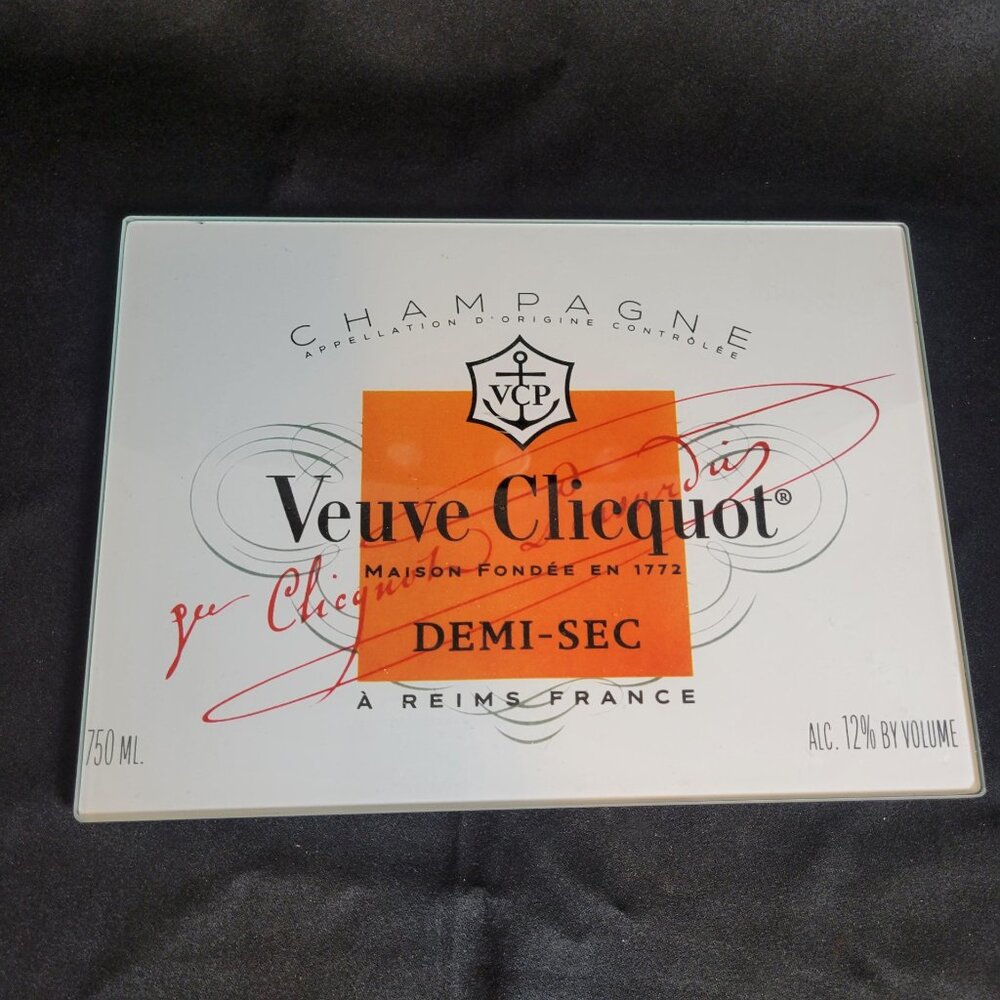 CHAMPAGNE
APPELLATION D'ORIGINE CONTRÔLÉE
VCP
Veuve Clicquot®
MAISON FONDÉE EN 1772
Clicquot
DEMI-SEC
À REIMS FRANCE
750 ML.
ALC. 12% BY VOLUME